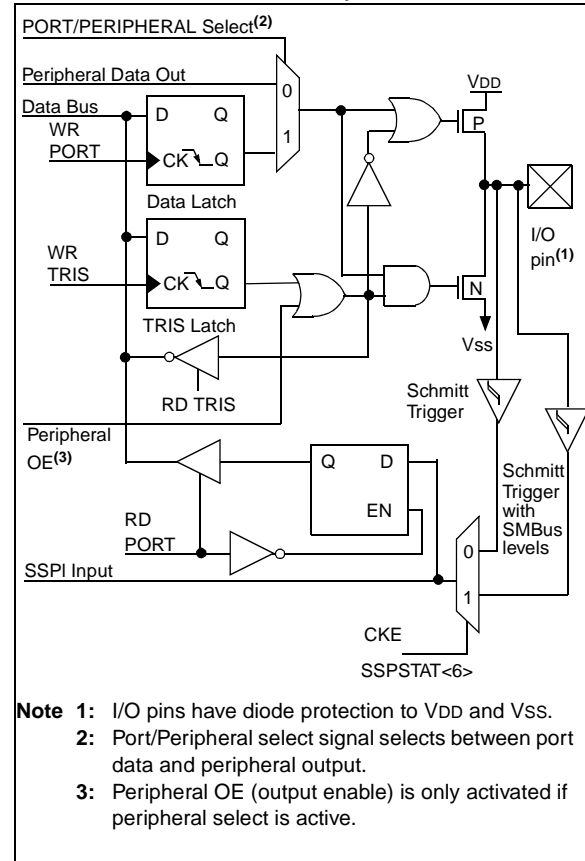 PORT/PERIPHERAL Select(2)
Peripheral Data Out
Data Bus
WR
PORT
D Q
CK Q
Data Latch
0
1
VDD
P
I/O
pin(1)
WR
TRIS
D Q
CK Q
TRIS Latch
N
Vss
RD TRIS
Schmitt
Trigger
Peripheral
OE(3)
Q D
EN
Schmitt
Trigger
with
SMBus
levels
RD
PORT
SSPl Input
0
1
CKE
SSPSTAT<6>
Note 1: I/O pins have diode protection to VDD and VSS.
2: Port/Peripheral select signal selects between port
data and peripheral output.
3: Peripheral OE (output enable) is only activated if
peripheral select is active.